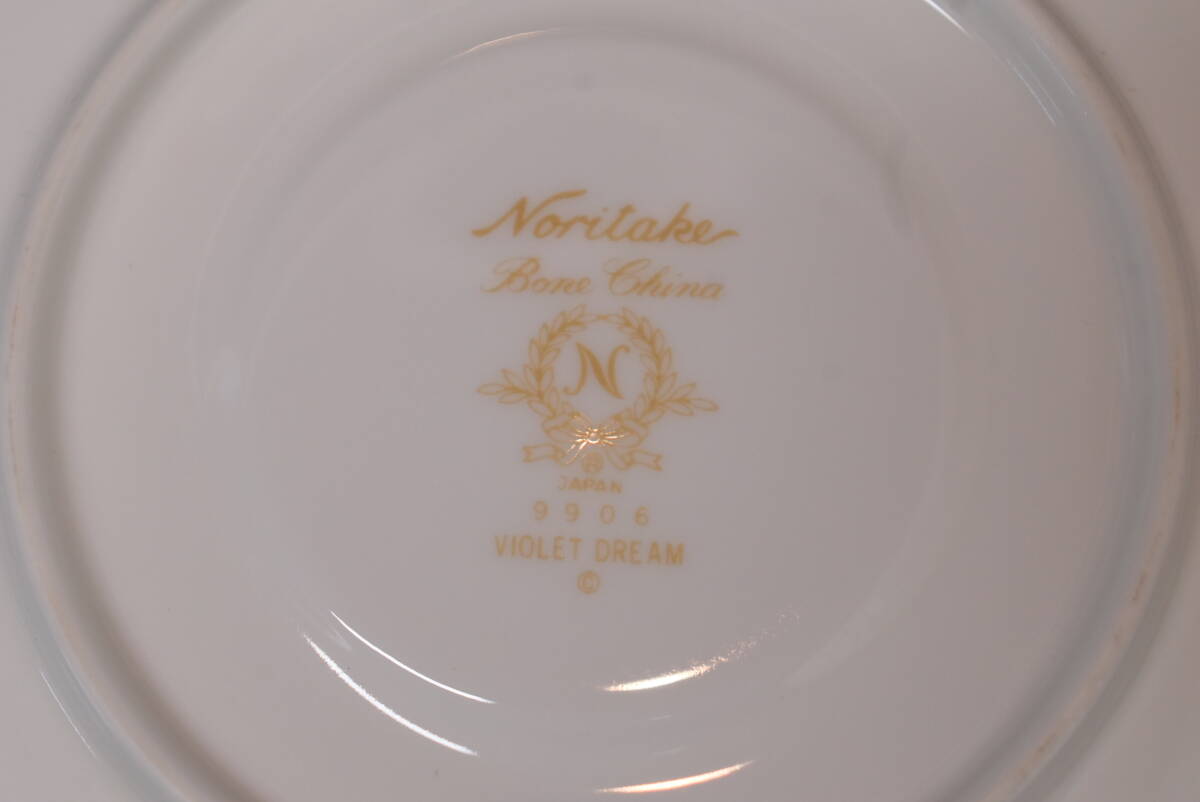 Noritake
Bone China
N
®
JAPAN
9906
VIOLET DREAM
©